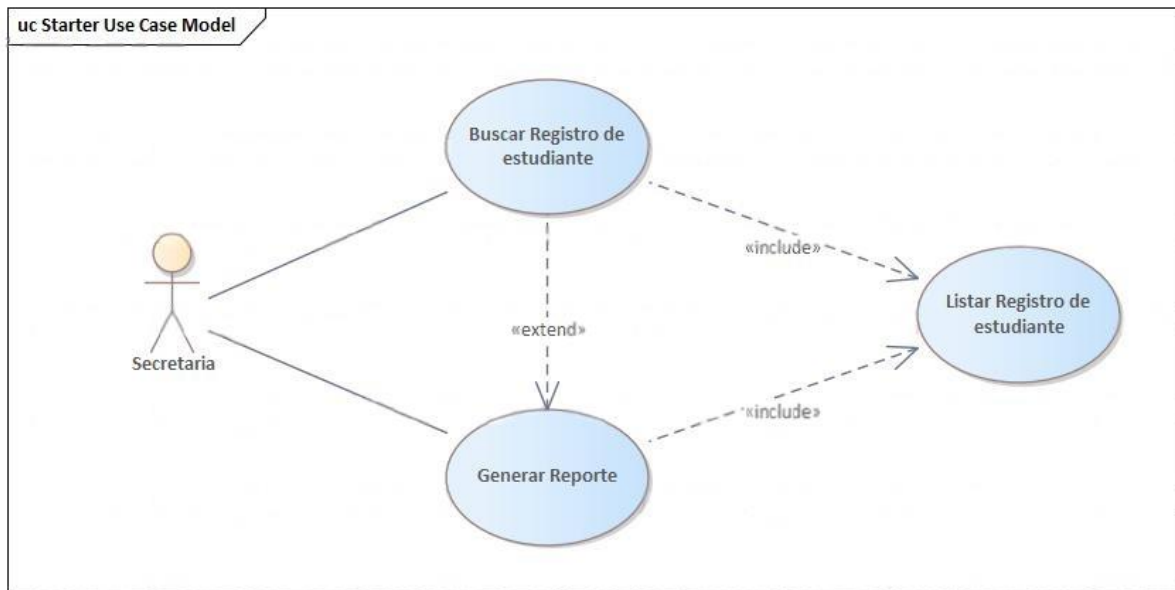 uc Starter Use Case Model
Buscar Registro de
estudiante
«include»
Listar Registro de
estudiante
«extend»
Secretaria
«include»
Generar Reporte